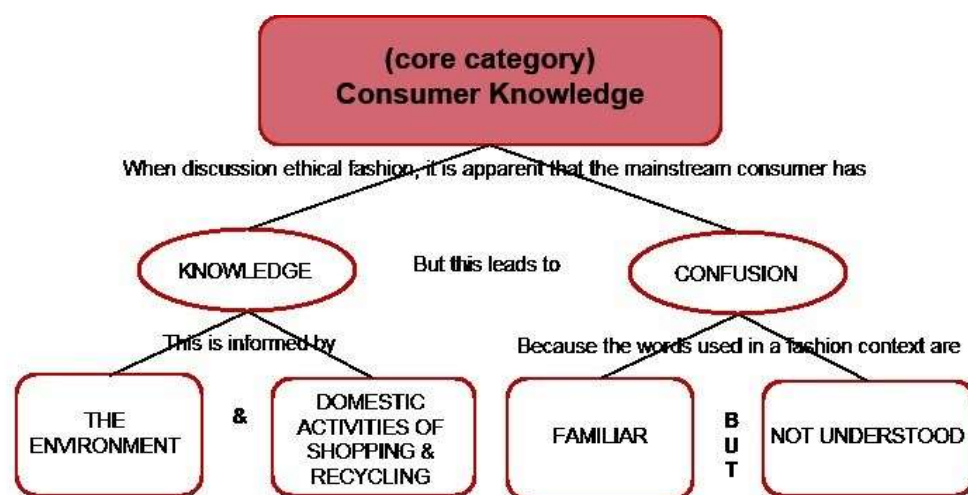 (core category)
Consumer Knowledge
When discussion ethical fashion, it is apparent that the mainstream consumer has
KNOWLEDGE
But this leads to
CONFUSION
This is informed by
Because the words used in a fashion context are
THE
ENVIRONMENT
&
DOMESTIC
ACTIVITIES OF
SHOPPING &
RECYCLING
FAMILIAR
B
U
T
NOT UNDERSTOOD